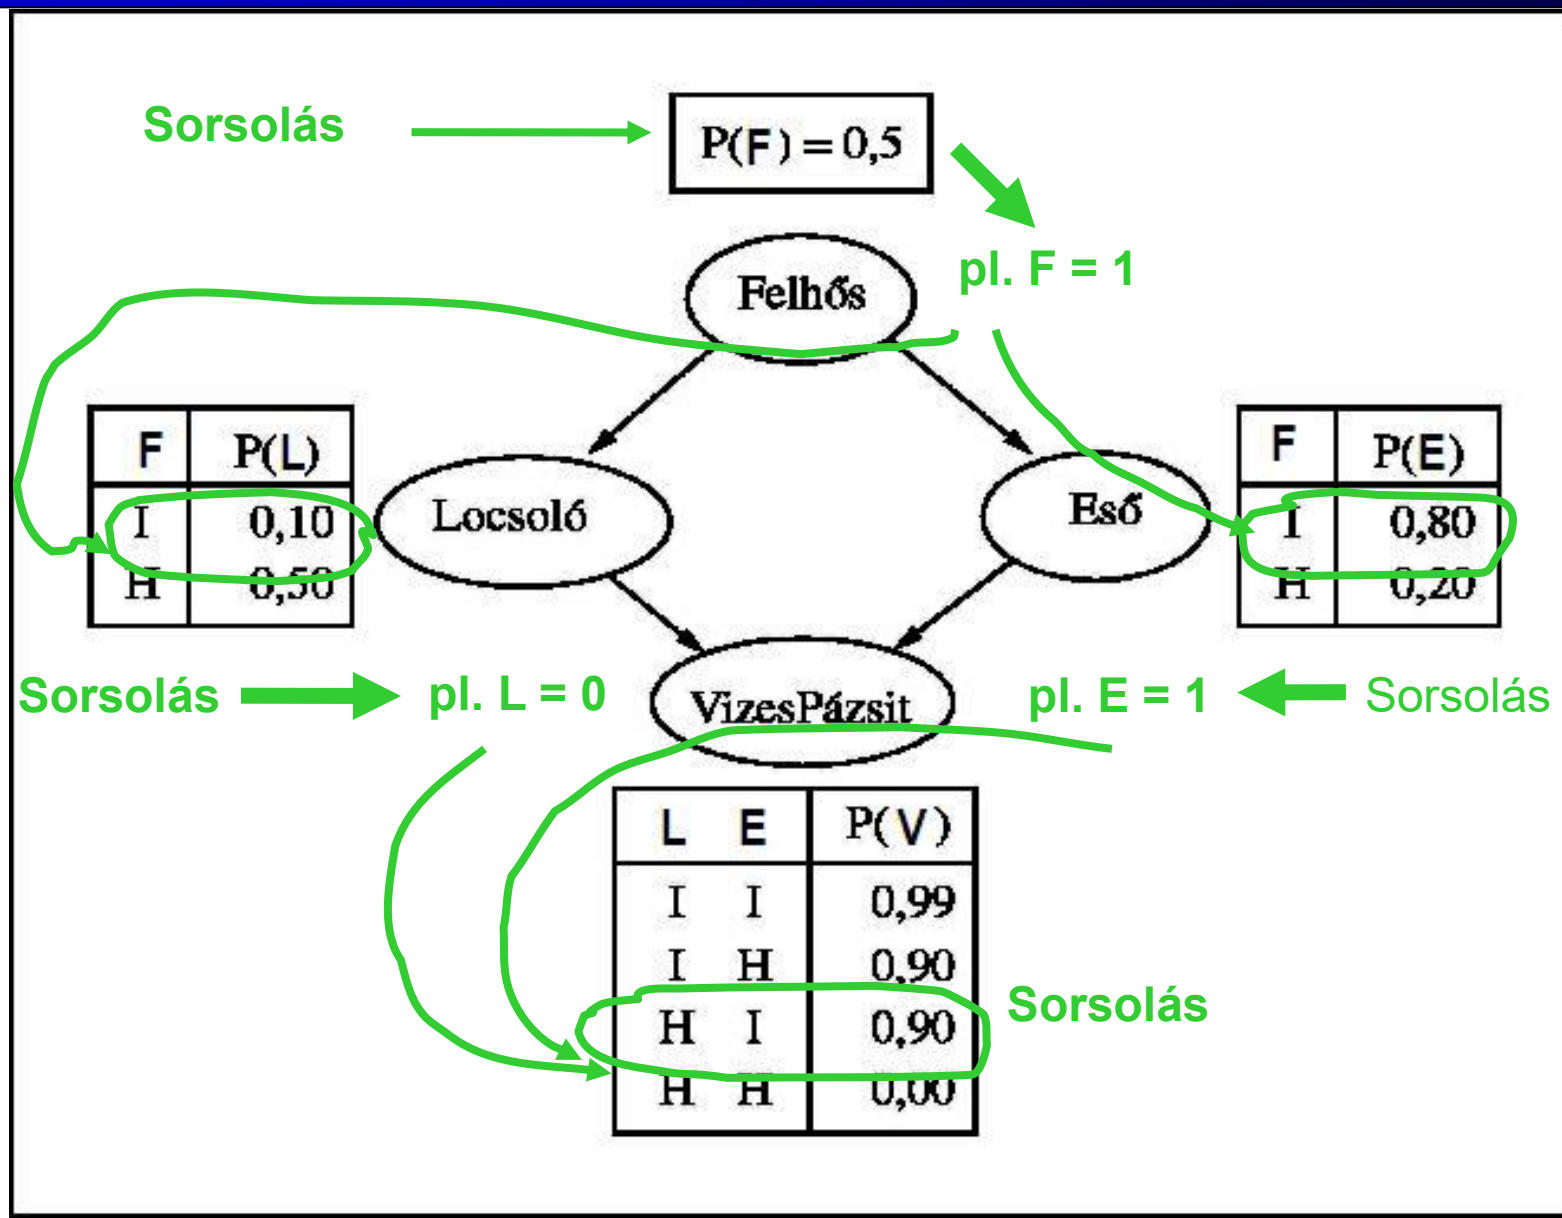 Sorsolás
P(F) = 0,5
pl. F = 1
Felhős
F P(L)
I 0,10
H 0,50
Locsoló
Eső
F P(E)
I 0,80
H 0,20
Sorsolás
pl. L = 0
VizesPázsit
pl. E = 1
Sorsolás
L E P(V)
I I 0,99
I H 0,90
H I 0,90
H H 0,00
Sorsolás